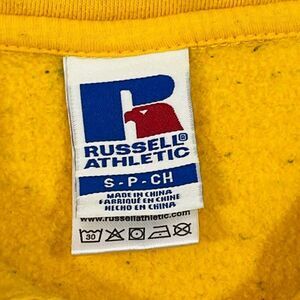 RUSSELL®
ATHLETIC
S-P-CH
MADE IN CHINA
FABRIQUÉ EN CHINE
HECHO EN CHINA
www.russellathletic.com
30